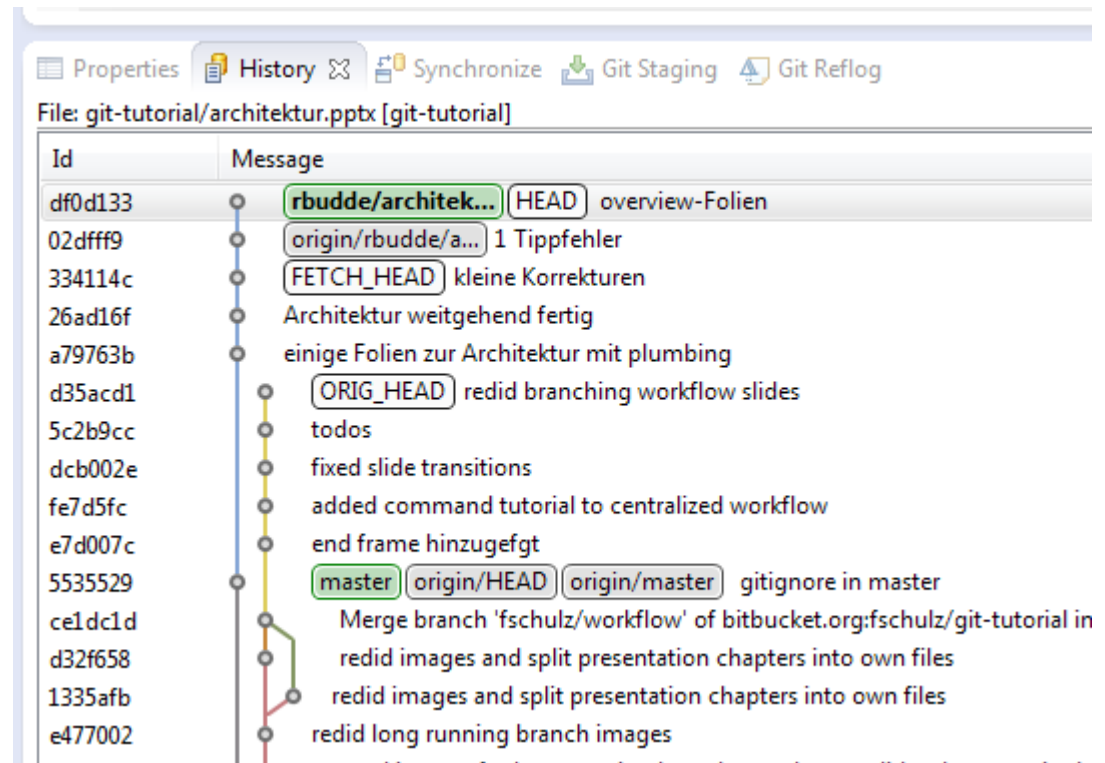 Properties History Synchronize Git Staging Git Reflog
File: git-tutorial/architektur.pptx [git-tutorial]
Id Message
df0d133 rbudde/architek... HEAD overview-Folien
02dfff9 origin/rbudde/a... 1 Tippfehler
334114c FETCH_HEAD kleine Korrekturen
26ad16f Architektur weitgehend fertig
a79763b einige Folien zur Architektur mit plumbing
d35acd1 ORIG_HEAD redid branching workflow slides
5c2b9cc todos
dcb002e fixed slide transitions
fe7d5fc added command tutorial to centralized workflow
e7d007c end frame hinzugefgt
5535529 master origin/HEAD origin/master gitignore in master
ce1dc1d Merge branch 'fschulz/workflow' of bitbucket.org:fschulz/git-tutorial in
d32f658 redid images and split presentation chapters into own files
1335afb redid images and split presentation chapters into own files
e477002 redid long running branch images